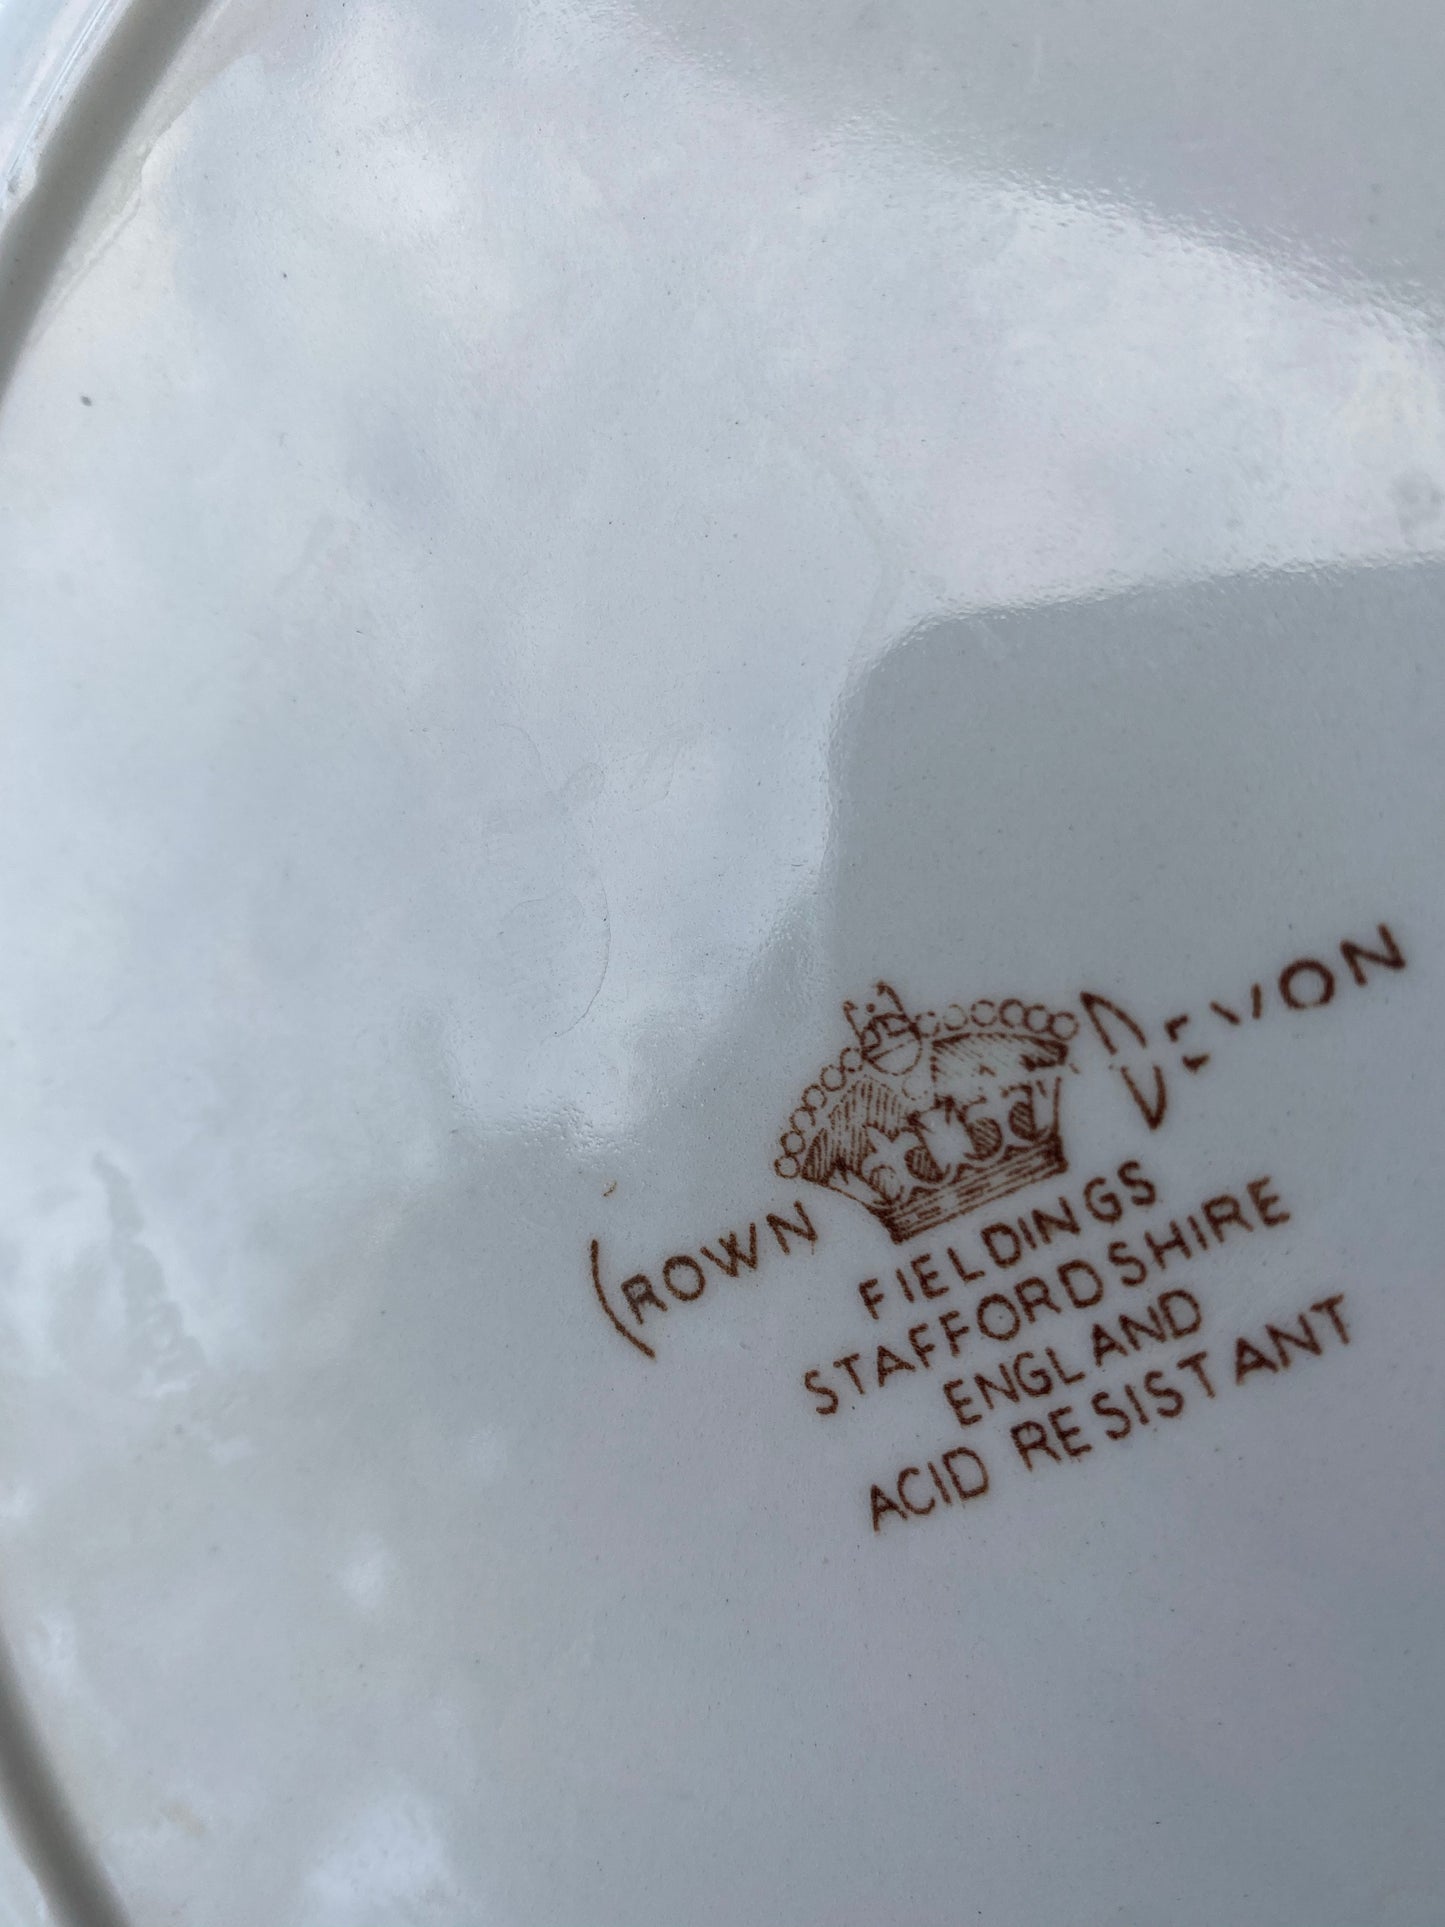 CROWN DEVON
FIELDINGS
STAFFORDSHIRE
ENGLAND
ACID RESISTANT